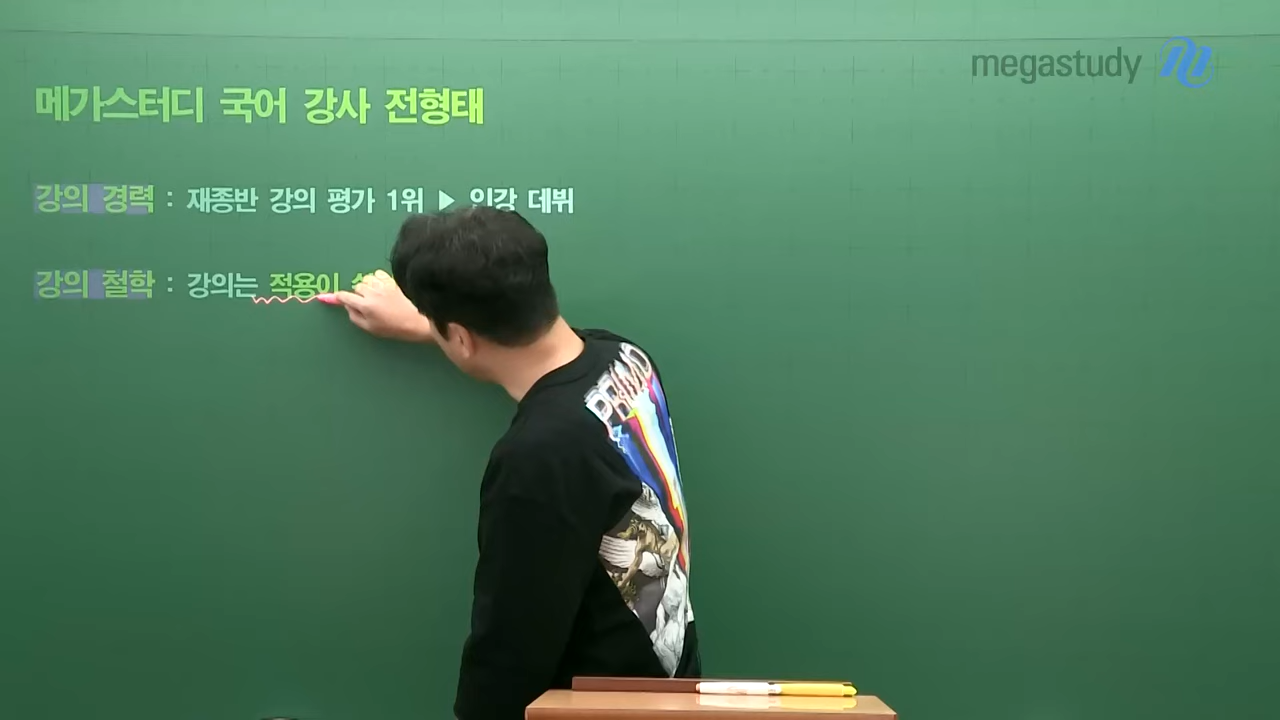 megastudy
메가스터디 국어 강사 전형태
강의 경력 : 재종반 강의 평가 1위 ▶ 인강 데뷔
강의 철학 : 강의는 적용이